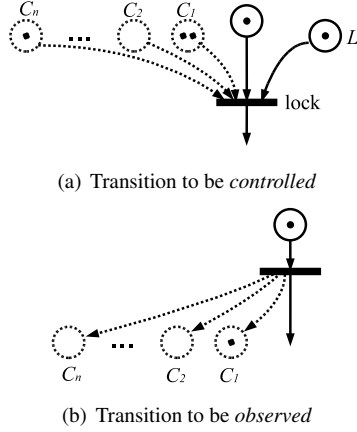 Cn ... C2 C1
L
lock
(a) Transition to be controlled
Cn ... C2 C1
(b) Transition to be observed